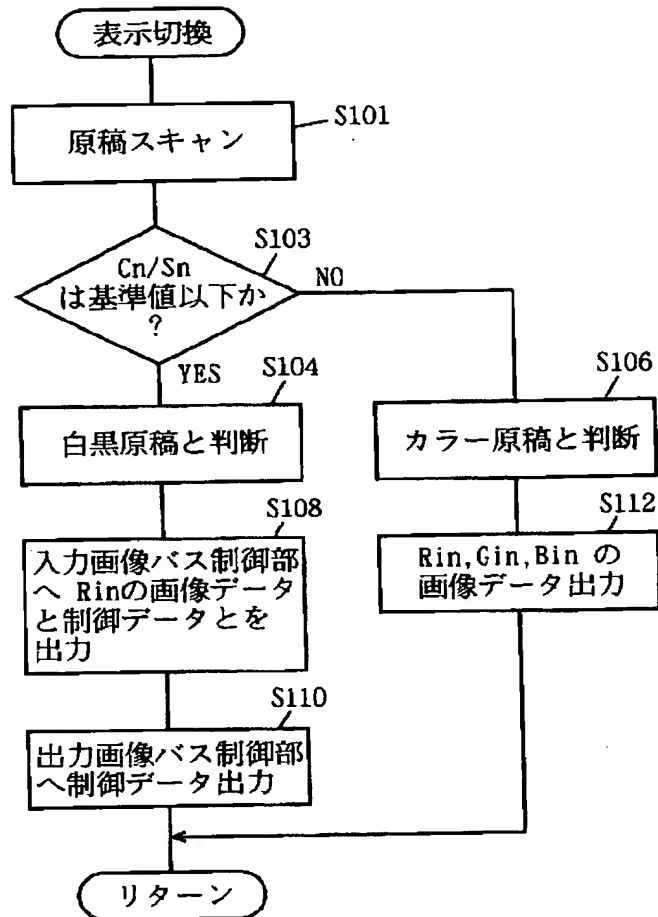 表示切換
S101
原稿スキャン
S103
Cn/Sn
は基準値以下か
?
NO
YES
S104
白黒原稿と判断
S106
カラー原稿と判断
S108
入力画像バス制御部
へ Rinの画像データ
と制御データとを
出力
S112
Rin,Gin,Bin の
画像データ出力
S110
出力画像バス制御部
へ制御データ出力
リターン